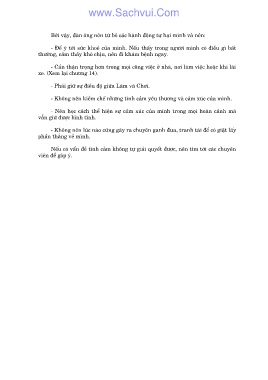 www.Sachvui.Com
Bởi vậy, đàn ông nên từ bỏ các hành động tự hại mình và nên:
- Để ý tới sức khoẻ của mình. Nếu thấy trong người mình có điều gì bất
thường, cảm thấy khó chịu, nên đi khám bệnh ngay.
- Cẩn thận trọng hơn trong mọi công việc ở nhà, nơi làm việc hoặc khi lái
xe. (Xem lại chương 14)
- Phải giữ sự điều độ giữa Làm và Chơi.
- Không nên kiềm chế những tình cảm yêu thương và cảm xúc của mình.
- Nên học cách thể hiện sự cảm xúc của mình trong mọi hoàn cảnh mà
vẫn giữ được bình tĩnh.
- Không nên lúc nào cũng gây ra chuyện ganh đua, tranh tài để cố giật lấy
phần thắng về mình.
Nếu có vấn đề tình cảm không tự giải quyết được, nên tìm tới các chuyên
viên để góp ý.